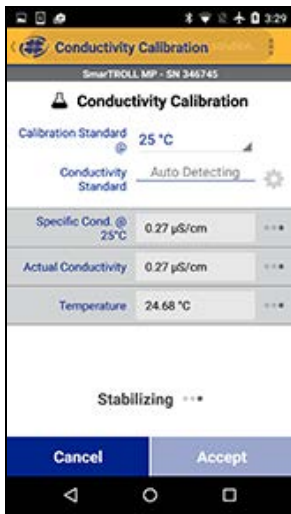 3:29
Conductivity Calibration
SmarTROLL MP - SN 346745
Conductivity Calibration
Calibration Standard
@
25 °C
Conductivity
Standard
Auto Detecting
Specific Cond. @
25°C
0.27 µS/cm
Actual Conductivity
0.27 µS/cm
Temperature
24.68 °C
Stabilizing
Cancel
Accept